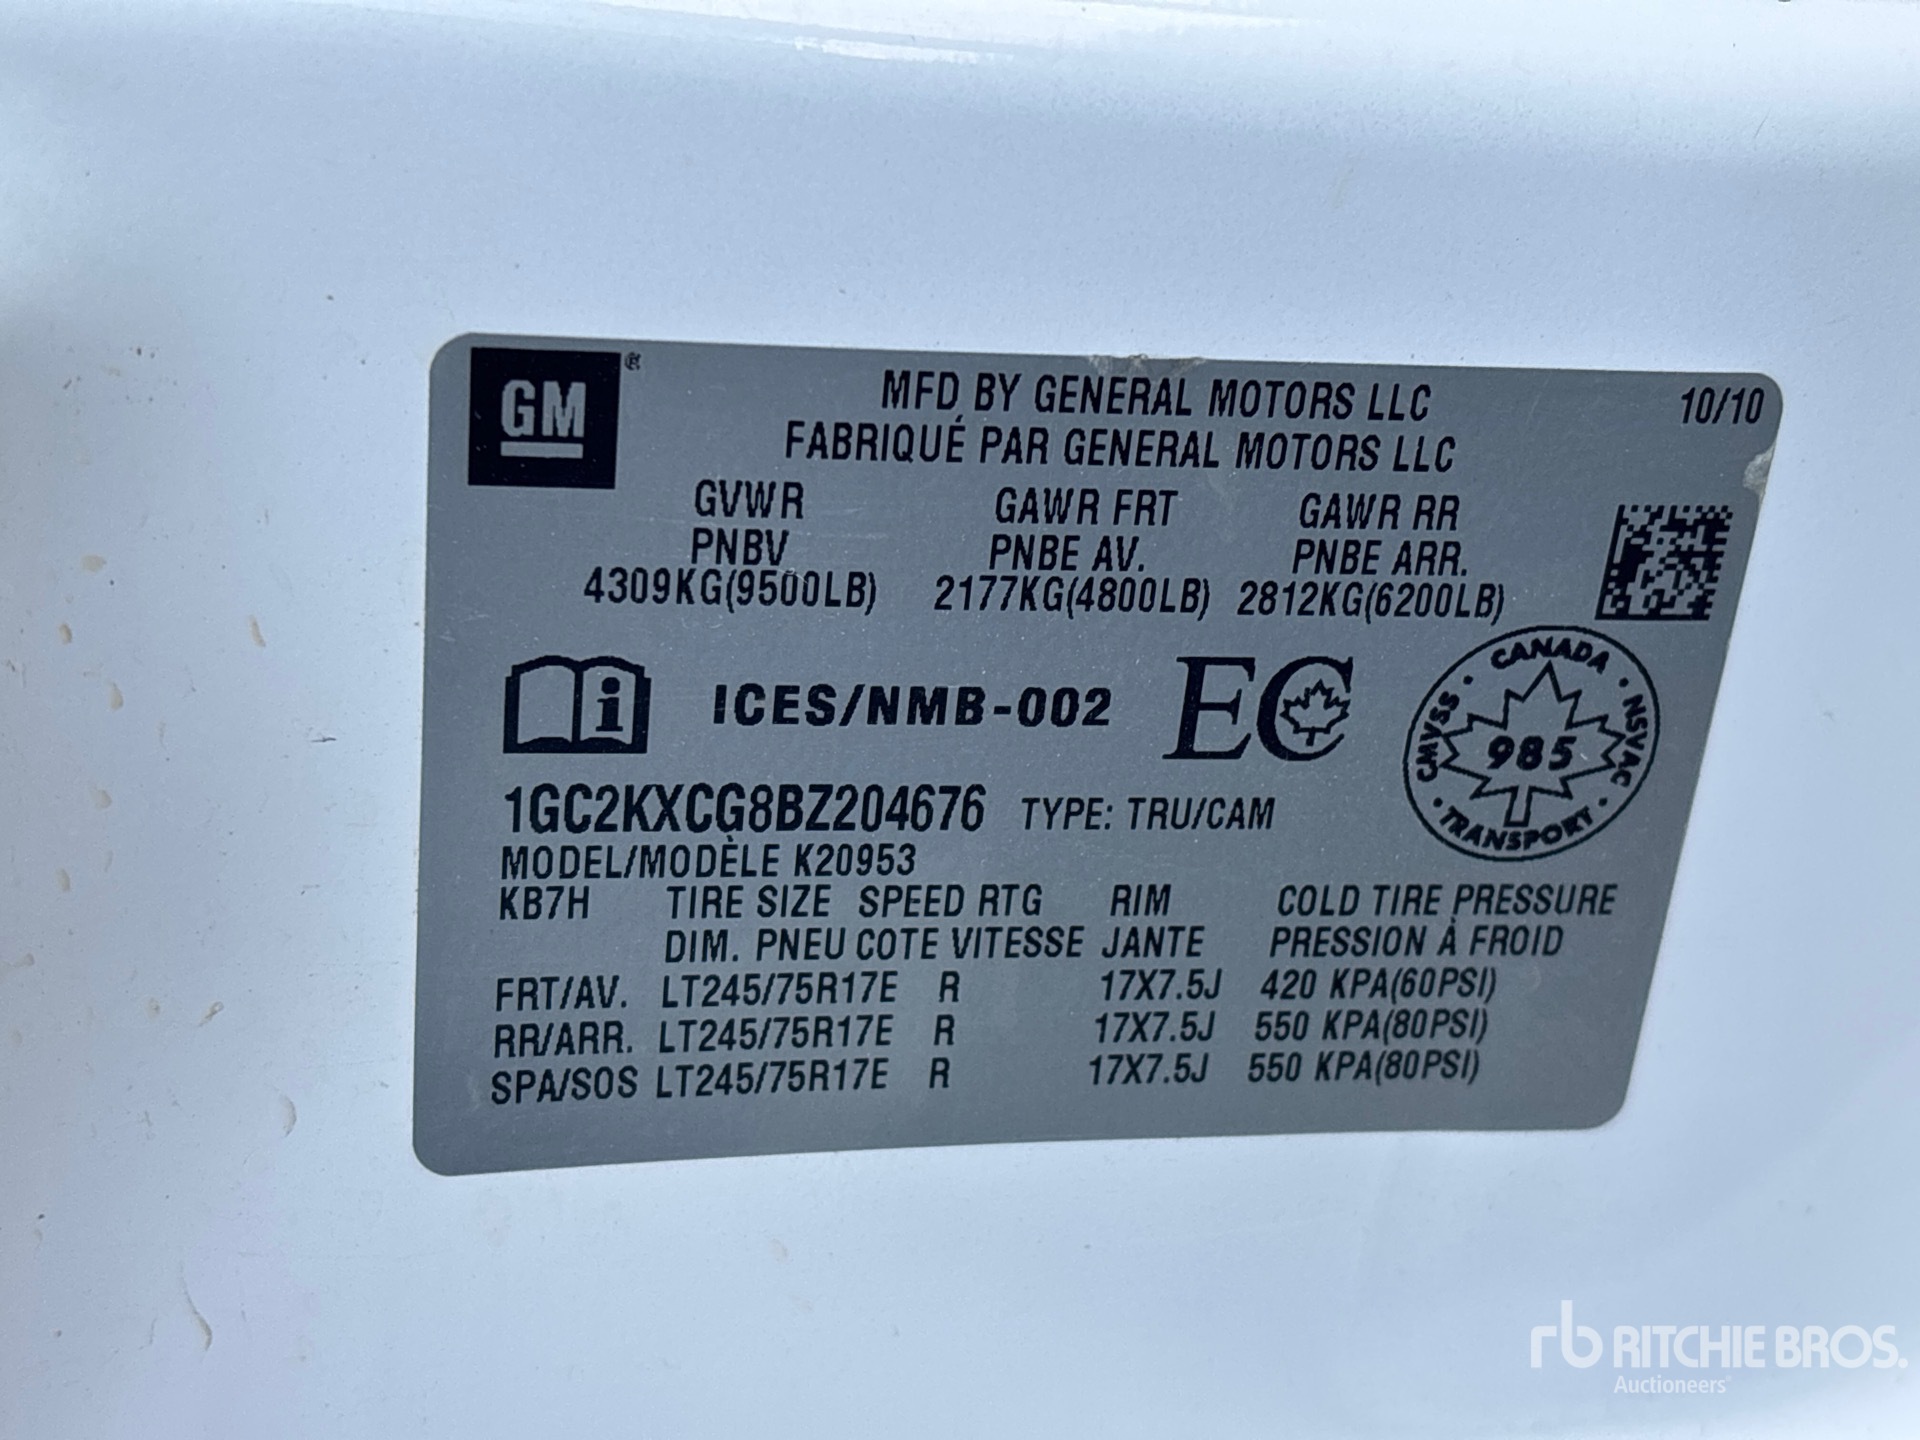 GM
MFD BY GENERAL MOTORS LLC 10/10
FABRIQUÉ PAR GENERAL MOTORS LLC
GVWR GAWR FRT GAWR RR
PNBV PNBE AV. PNBE ARR.
4309KG(9500LB) 2177KG(4800LB) 2812KG(6200LB)
i ICES/NMB-002 EC
CANADA · NSVAC · TRANSPORT · CMVSS ·
985
1GC2KXCG8BZ204676 TYPE: TRU/CAM
MODEL/MODÈLE K20953
KB7H TIRE SIZE SPEED RTG RIM COLD TIRE PRESSURE
DIM. PNEU COTE VITESSE JANTE PRESSION À FROID
FRT/AV. LT245/75R17E R 17X7.5J 420 KPA(60PSI)
RR/ARR. LT245/75R17E R 17X7.5J 550 KPA(80PSI)
SPA/SOS LT245/75R17E R 17X7.5J 550 KPA(80PSI)
rb RITCHIE BROS.
Auctioneers